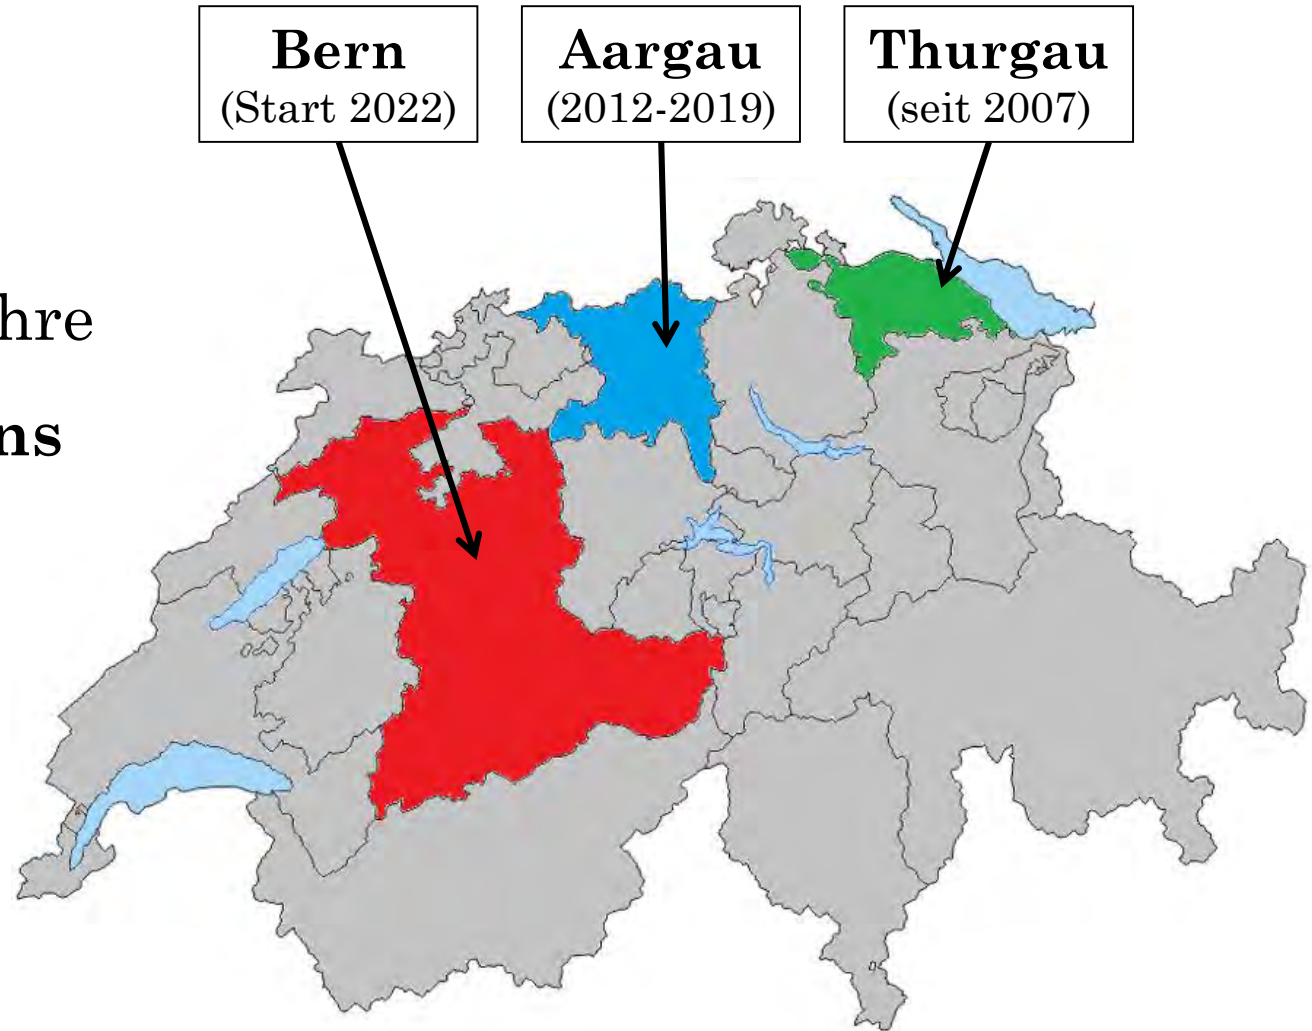 Bern
(Start 2022)
Aargau
(2012-2019)
Thurgau
(seit 2007)
hre
ns